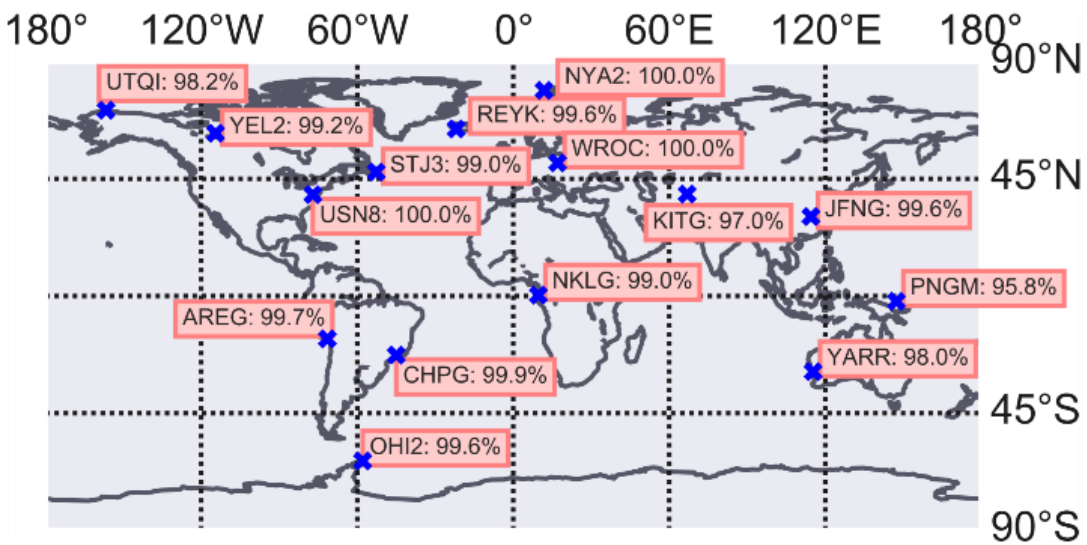 180° 120°W 60°W 0° 60°E 120°E 180°
90°N
UTQI: 98.2%
NYA2: 100.0%
REYK: 99.6%
YEL2: 99.2%
WROC: 100.0%
STJ3: 99.0%
45°N
USN8: 100.0%
KITG: 97.0%
JFNG: 99.6%
NKLG: 99.0%
PNGM: 95.8%
AREG: 99.7%
YARR: 98.0%
CHPG: 99.9%
45°S
OHI2: 99.6%
90°S